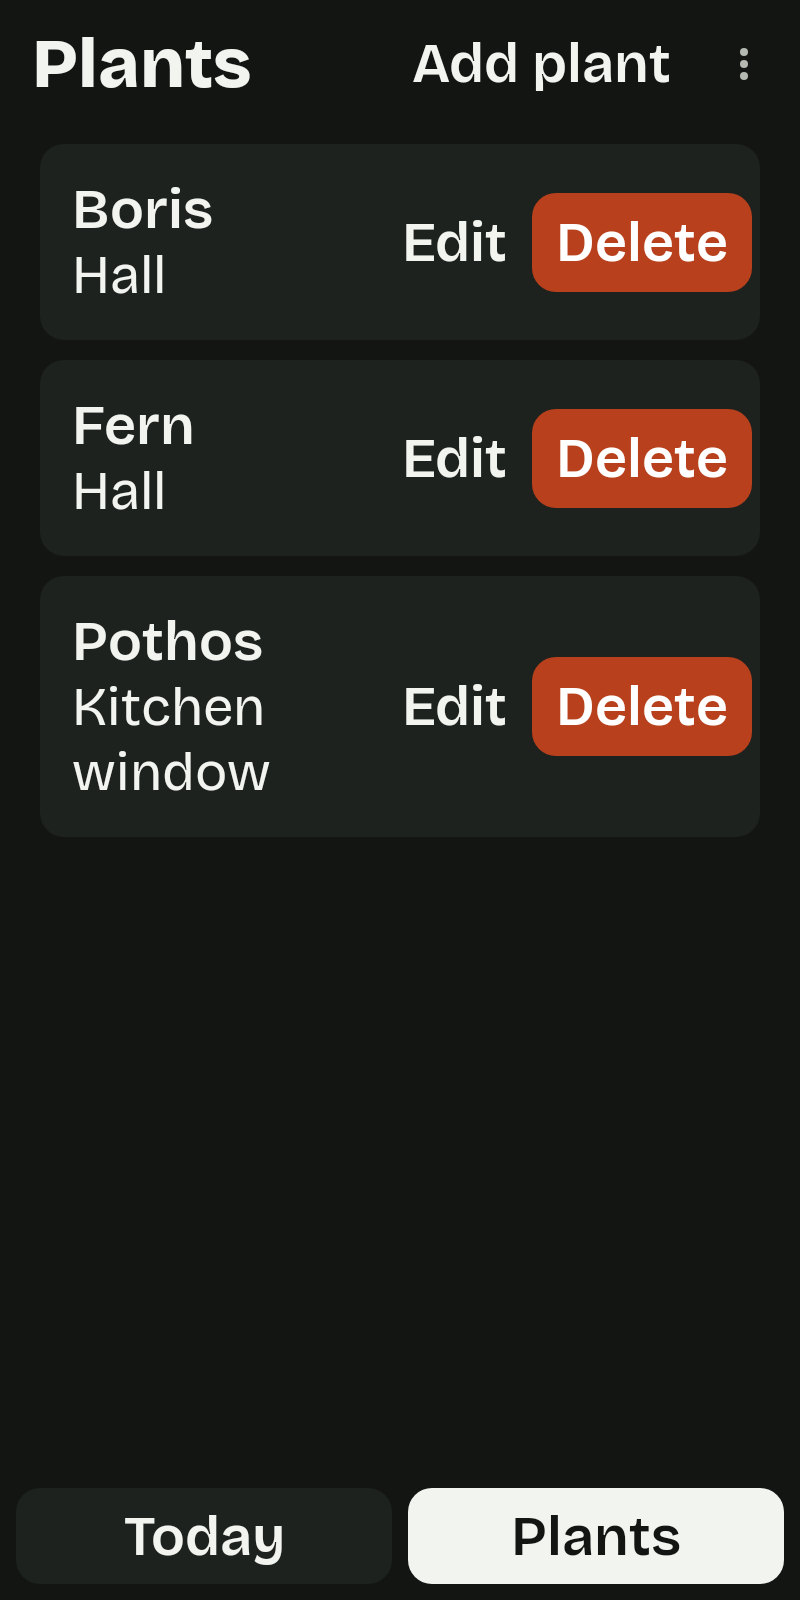 Plants Add plant
Boris
Hall
Edit Delete
Fern
Hall
Edit Delete
Pothos
Kitchen
window
Edit Delete
Today Plants